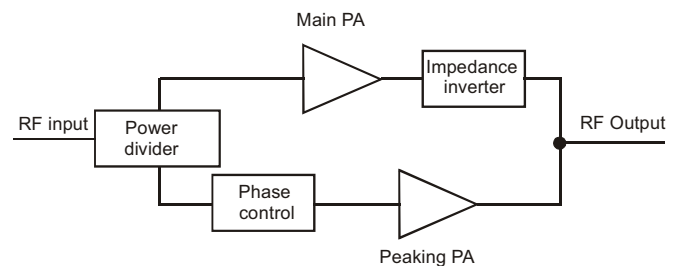 Main PA
Impedance
inverter
RF input
Power
divider
RF Output
Phase
control
Peaking PA